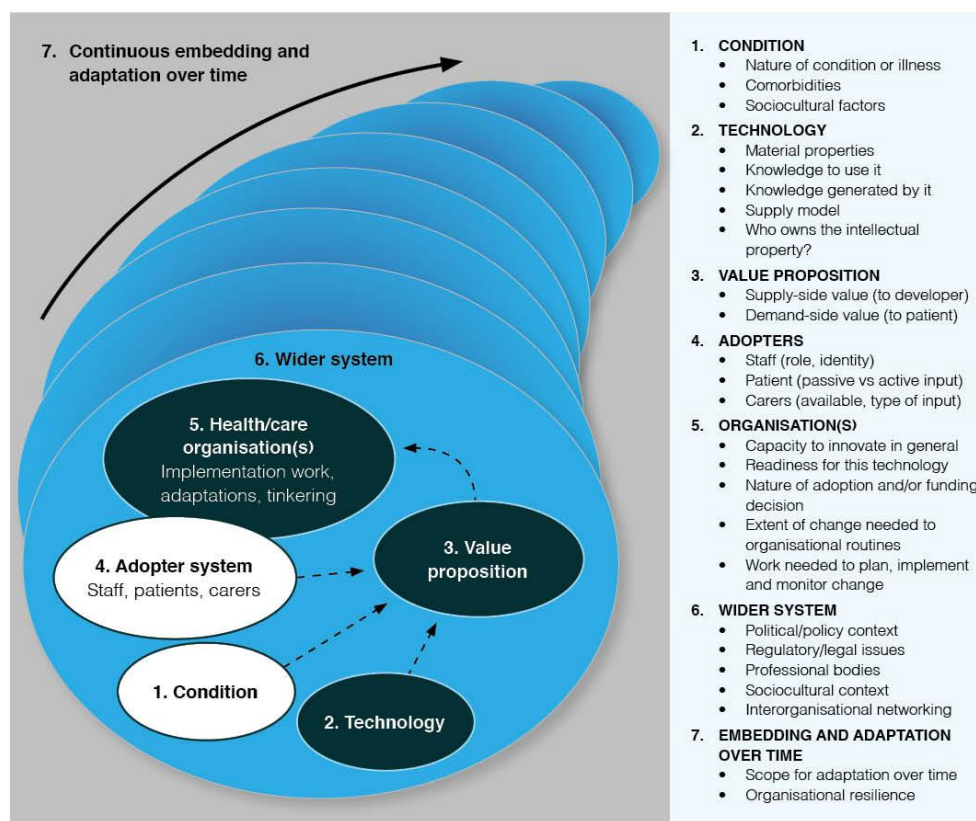 7. Continuous embedding and
adaptation over time
6. Wider system
5. Health/care
organisation(s)
Implementation work,
adaptations, tinkering
4. Adopter system
Staff, patients, carers
3. Value
proposition
1. Condition
2. Technology
1. CONDITION
• Nature of condition or illness
• Comorbidities
• Sociocultural factors
2. TECHNOLOGY
• Material properties
• Knowledge to use it
• Knowledge generated by it
• Supply model
• Who owns the intellectual
property?
3. VALUE PROPOSITION
• Supply-side value (to developer)
• Demand-side value (to patient)
4. ADOPTERS
• Staff (role, identity)
• Patient (passive vs active input)
• Carers (available, type of input)
5. ORGANISATION(S)
• Capacity to innovate in general
• Readiness for this technology
• Nature of adoption and/or funding
decision
• Extent of change needed to
organisational routines
• Work needed to plan, implement
and monitor change
6. WIDER SYSTEM
• Political/policy context
• Regulatory/legal issues
• Professional bodies
• Sociocultural context
• Interorganisational networking
7. EMBEDDING AND ADAPTATION
OVER TIME
• Scope for adaptation over time
• Organisational resilience